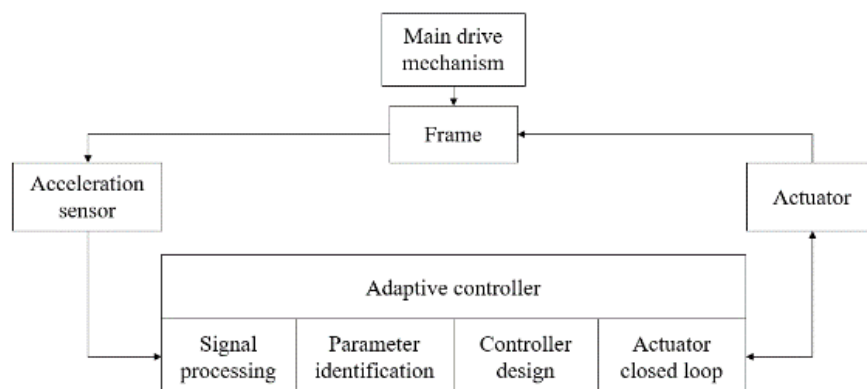 Main drive
mechanism
Frame
Acceleration
sensor
Actuator
Adaptive controller
Signal
processing
Parameter
identification
Controller
design
Actuator
closed loop